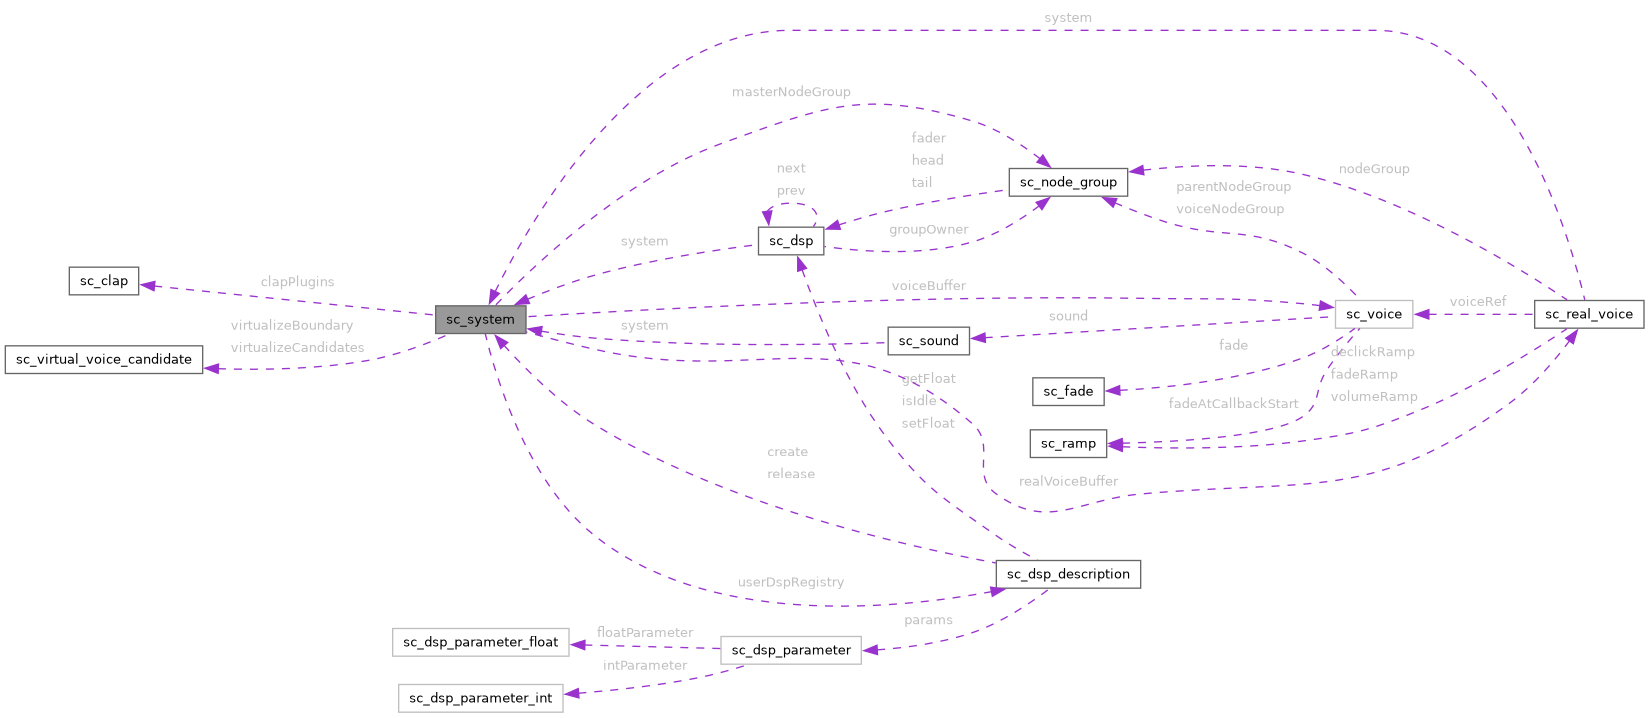 system
masterNodeGroup
fader
head
tail
next
prev
sc_node_group
nodeGroup
parentNodeGroup
voiceNodeGroup
groupOwner
sc_dsp
system
sc_clap
clapPlugins
voiceBuffer
voiceRef
sc_system
sc_voice
sc_real_voice
sound
virtualizeBoundary
virtualizeCandidates
system
sc_sound
fade
sc_virtual_voice_candidate
declickRamp
fadeRamp
volumeRamp
getFloat
isIdle
setFloat
sc_fade
fadeAtCallbackStart
sc_ramp
create
release
realVoiceBuffer
sc_dsp_description
userDspRegistry
params
floatParameter
sc_dsp_parameter_float
sc_dsp_parameter
intParameter
sc_dsp_parameter_int